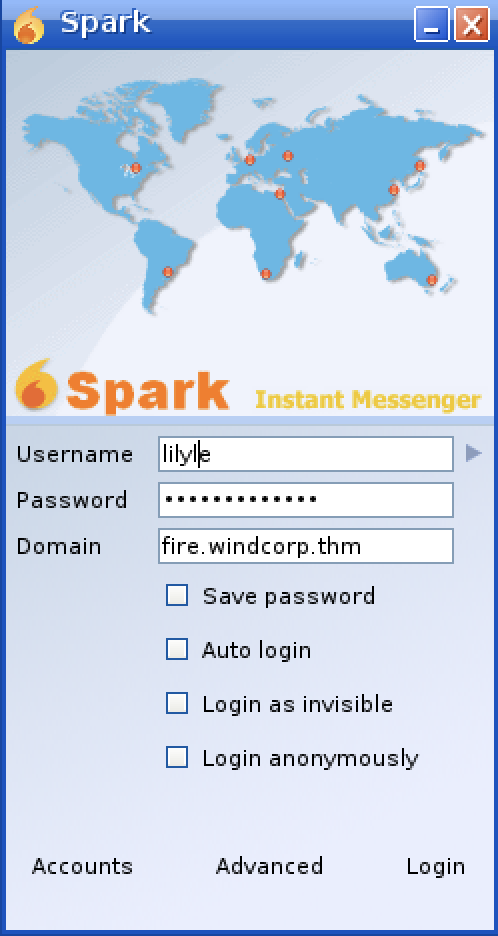 Spark
Spark Instant Messenger
Username lilyle
Password •••••••••••••
Domain fire.windcorp.thm
Save password
Auto login
Login as invisible
Login anonymously
Accounts Advanced Login